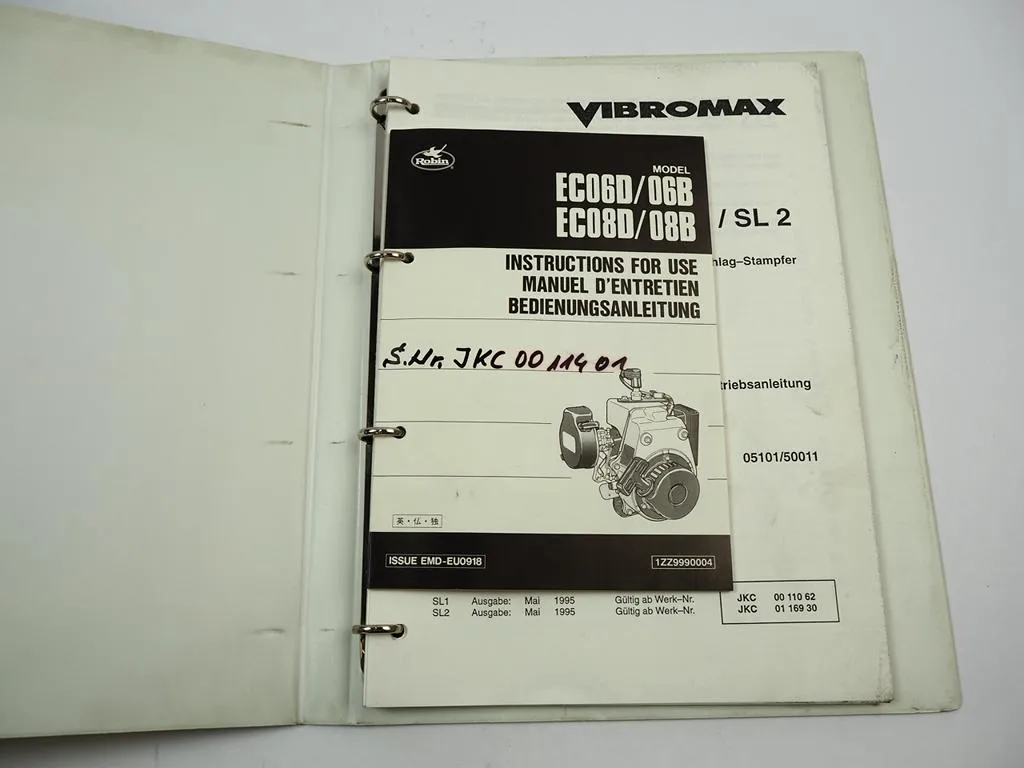 VIBROMAX
Robin
MODEL
EC06D/06B
EC08D/08B
/ SL 2
INSTRUCTIONS FOR USE
MANUEL D'ENTRETIEN
BEDIENUNGSANLEITUNG
hlag-Stampfer
S.Nr. JKC 00 114 01
triebsanleitung
05101/50011
英・仏・独
ISSUE EMD-EU0918
1ZZ9990004
SL1 Ausgabe: Mai 1995 Gültig ab Werk-Nr. JKC 00 110 62
SL2 Ausgabe: Mai 1995 Gültig ab Werk-Nr. JKC 01 169 30